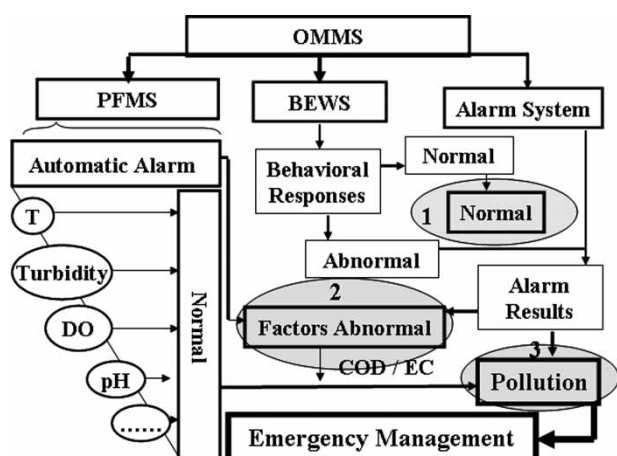 OMMS
PFMS
BEWS
Alarm System
Automatic Alarm
Behavioral
Responses
Normal
1
Normal
T
Turbidity
DO
pH
......
Normal
Abnormal
2
Factors Abnormal
Alarm
Results
COD / EC
3
Pollution
Emergency Management